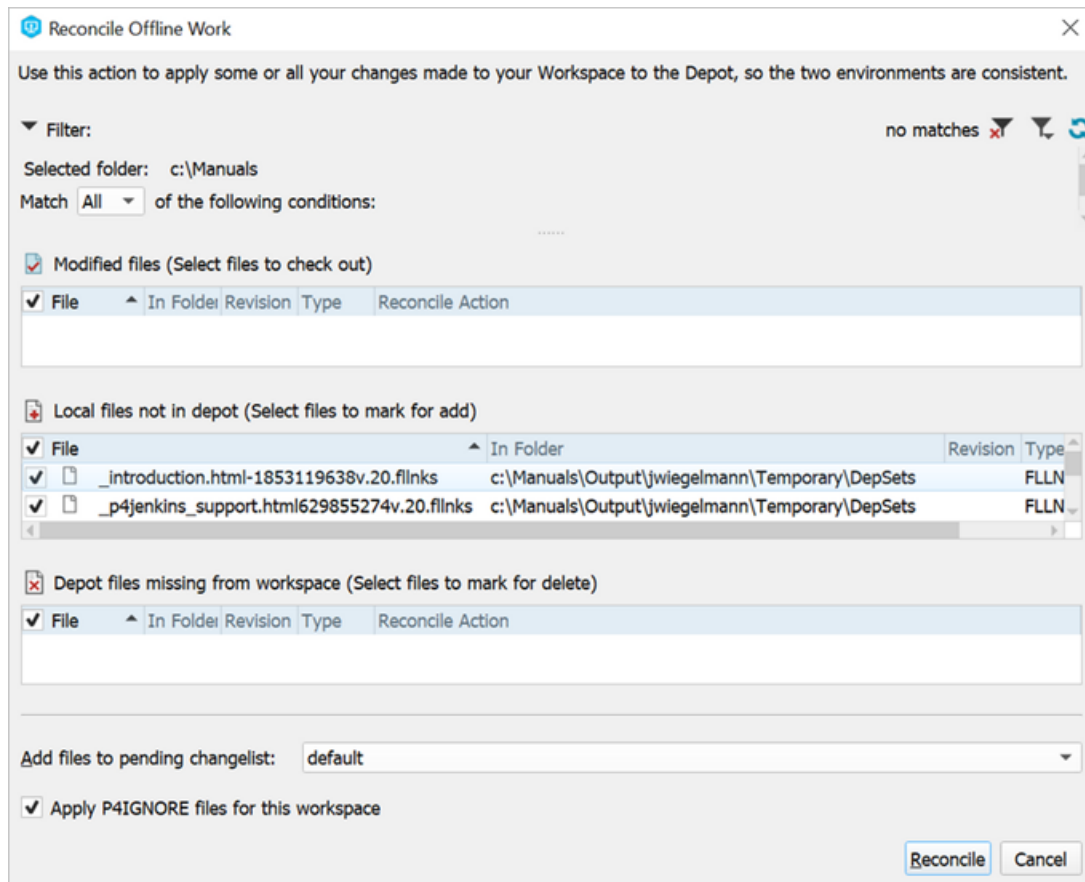 Reconcile Offline Work
Use this action to apply some or all your changes made to your Workspace to the Depot, so the two environments are consistent.
Filter:
no matches
Selected folder: c:\Manuals
Match All of the following conditions:
Modified files (Select files to check out)
File In Folder Revision Type Reconcile Action
Local files not in depot (Select files to mark for add)
File In Folder Revision Type
_introduction.html-1853119638v.20.fllnks c:\Manuals\Output\jwiegelmann\Temporary\DepSets FLLN
_p4jenkins_support.html629855274v.20.fllnks c:\Manuals\Output\jwiegelmann\Temporary\DepSets FLLN
Depot files missing from workspace (Select files to mark for delete)
File In Folder Revision Type Reconcile Action
Add files to pending changelist: default
Apply P4IGNORE files for this workspace
Reconcile Cancel